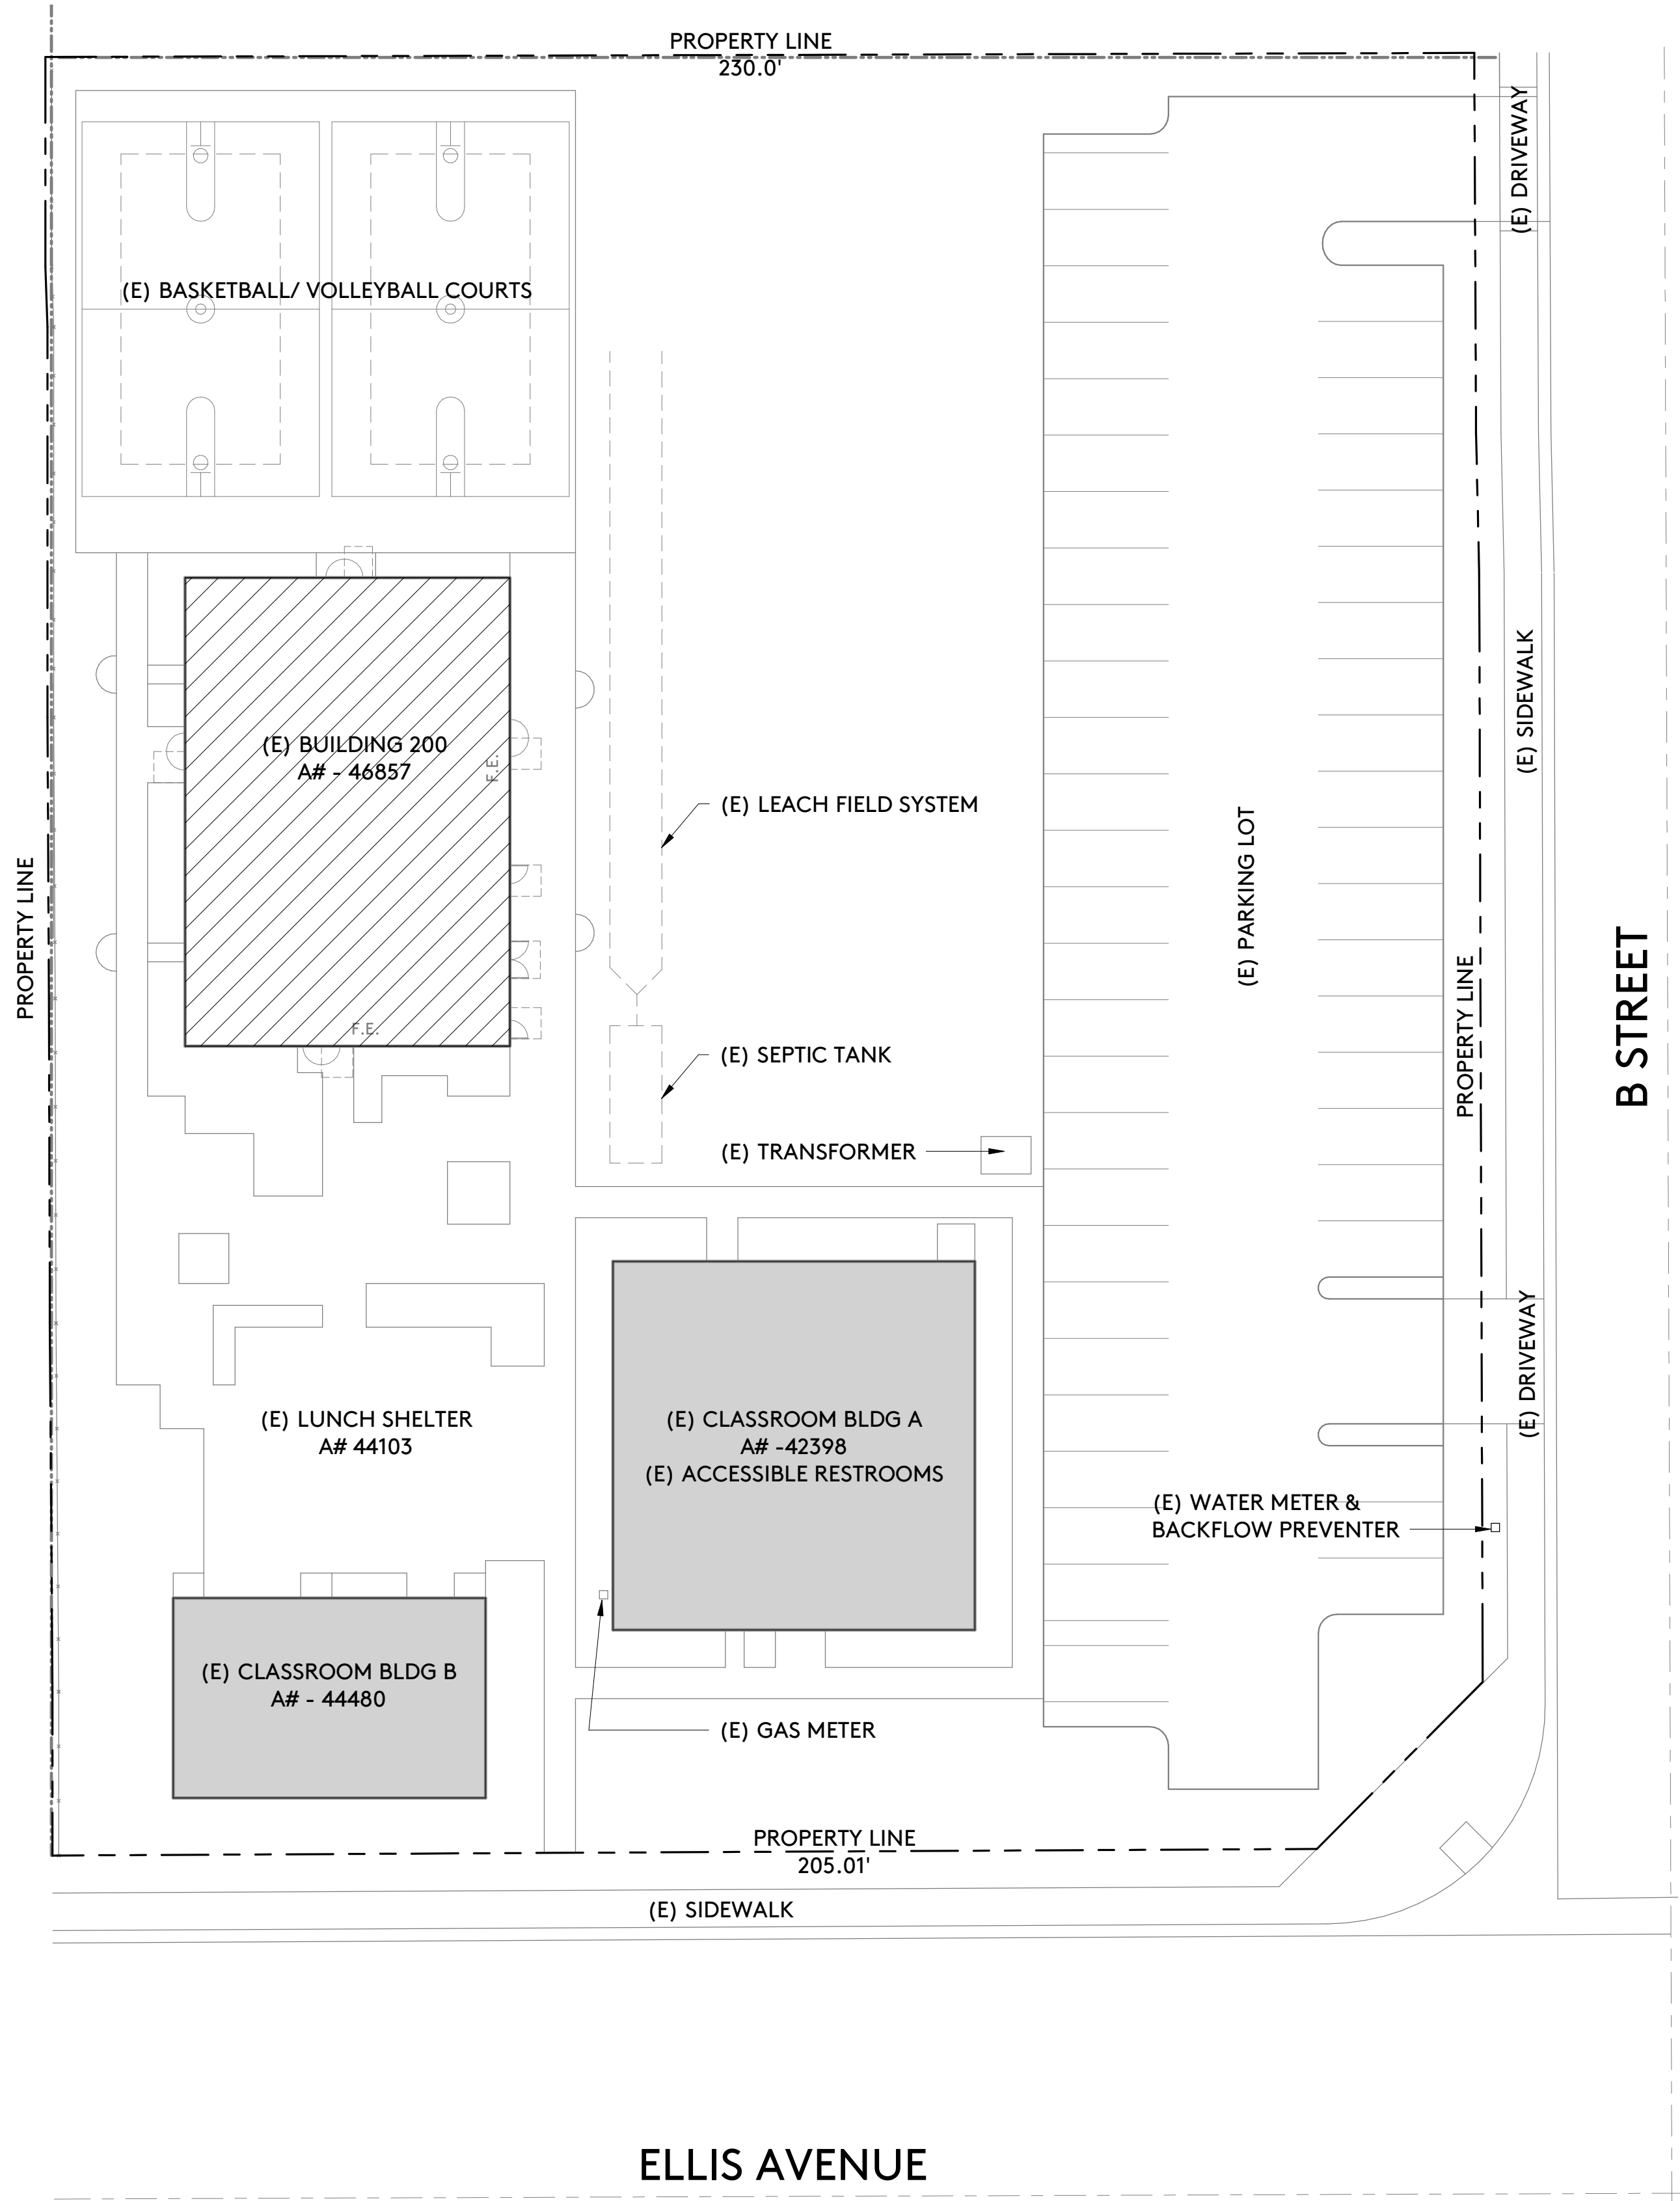 PROPERTY LINE
230.0'
(E) DRIVEWAY
(E) BASKETBALL/ VOLLEYBALL COURTS
(E) SIDEWALK
(E) BUILDING 200
A# - 46857
F.E.
(E) LEACH FIELD SYSTEM
(E) PARKING LOT
PROPERTY LINE
PROPERTY LINE
B STREET
F.E.
(E) SEPTIC TANK
(E) TRANSFORMER
(E) DRIVEWAY
(E) LUNCH SHELTER
A# 44103
(E) CLASSROOM BLDG A
A# -42398
(E) ACCESSIBLE RESTROOMS
(E) WATER METER &
BACKFLOW PREVENTER
(E) CLASSROOM BLDG B
A# - 44480
(E) GAS METER
PROPERTY LINE
205.01'
(E) SIDEWALK
ELLIS AVENUE